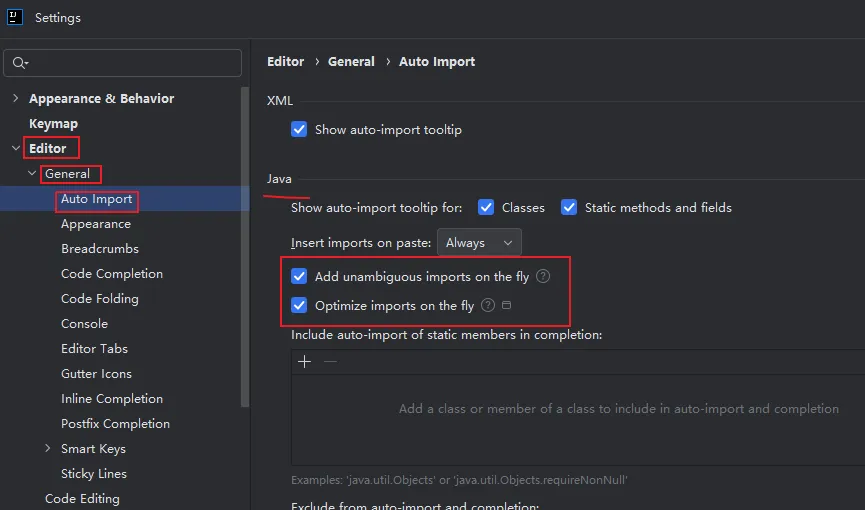 Settings
Editor › General › Auto Import
Appearance & Behavior
Keymap
Editor
General
Auto Import
Appearance
Breadcrumbs
Code Completion
Code Folding
Console
Editor Tabs
Gutter Icons
Inline Completion
Postfix Completion
Smart Keys
Sticky Lines
Code Editing
XML
Show auto-import tooltip
Java
Show auto-import tooltip for: Classes Static methods and fields
Insert imports on paste: Always
Add unambiguous imports on the fly ?
Optimize imports on the fly ?
Include auto-import of static members in completion:
Add a class or member of a class to include in auto-import and completion
Examples: 'java.util.Objects' or 'java.util.Objects.requireNonNull'
Exclude from auto-import and completion: